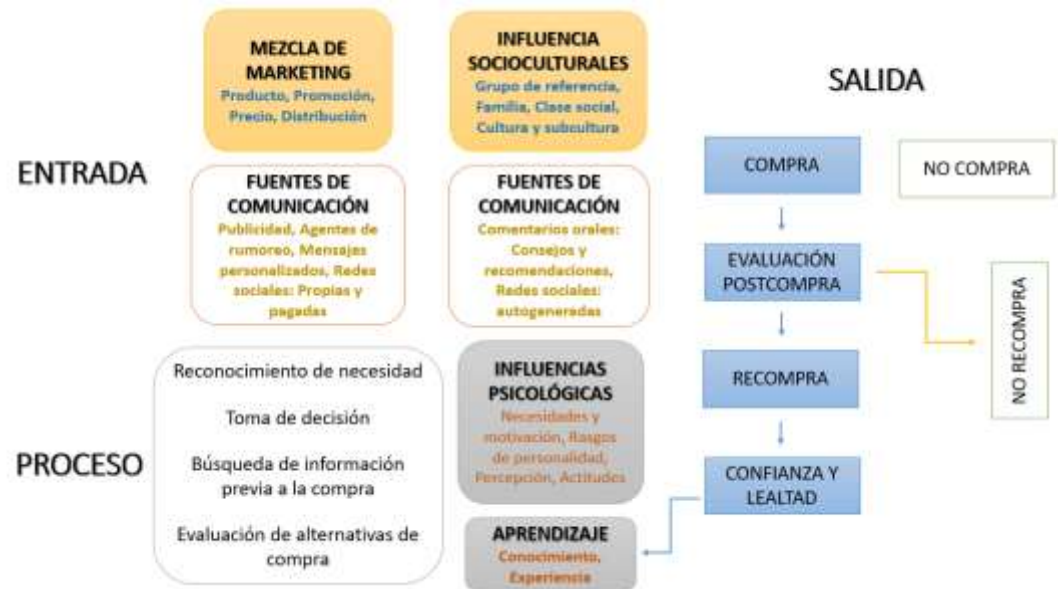 ENTRADA
MEZCLA DE
MARKETING
Producto, Promoción,
Precio, Distribución
INFLUENCIA
SOCIOCULTURALES
Grupo de referencia,
Familia, Clase social,
Cultura y subcultura
FUENTES DE
COMUNICACIÓN
Publicidad, Agentes de
rumoreo, Mensajes
personalizados, Redes
sociales: Propias y
pagadas
FUENTES DE
COMUNICACIÓN
Comentarios orales:
Consejos y
recomendaciones,
Redes sociales:
autogeneradas
PROCESO
Reconocimiento de necesidad
Toma de decisión
Búsqueda de información
previa a la compra
Evaluación de alternativas de
compra
INFLUENCIAS
PSICOLÓGICAS
Necesidades y
motivación, Rasgos
de personalidad,
Percepción, Actitudes
APRENDIZAJE
Conocimiento,
Experiencia
SALIDA
COMPRA
NO COMPRA
EVALUACIÓN
POSTCOMPRA
NO RECOMPRA
RECOMPRA
CONFIANZA Y
LEALTAD